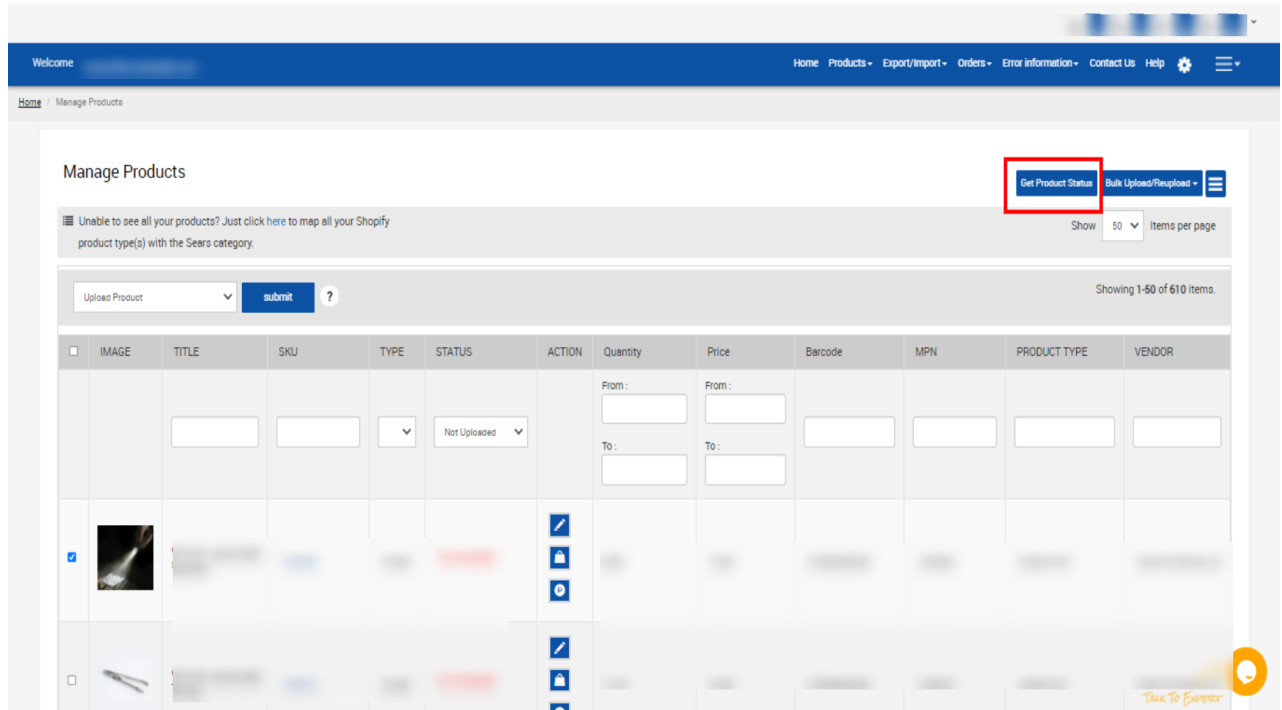 Welcome
Home Products Export/Import Orders Error information Contact Us Help
Home / Manage Products
Manage Products
Get Product Status Bulk Upload/Reupload
Unable to see all your products? Just click here to map all your Shopify
product type(s) with the Sears category.
Show 50 Items per page
Upload Product submit ?
Showing 1-50 of 610 items.
IMAGE TITLE SKU TYPE STATUS ACTION Quantity Price Barcode MPN PRODUCT TYPE VENDOR
From : From :
Not Uploaded
To : To :
P
TALK TO EXPERT